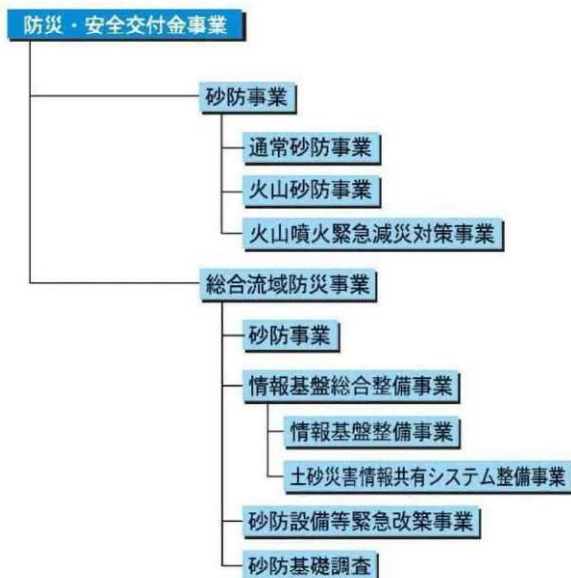 防災・安全交付金事業
砂防事業
通常砂防事業
火山砂防事業
火山噴火緊急減災対策事業
総合流域防災事業
砂防事業
情報基盤総合整備事業
情報基盤整備事業
土砂災害情報共有システム整備事業
砂防設備等緊急改築事業
砂防基礎調査